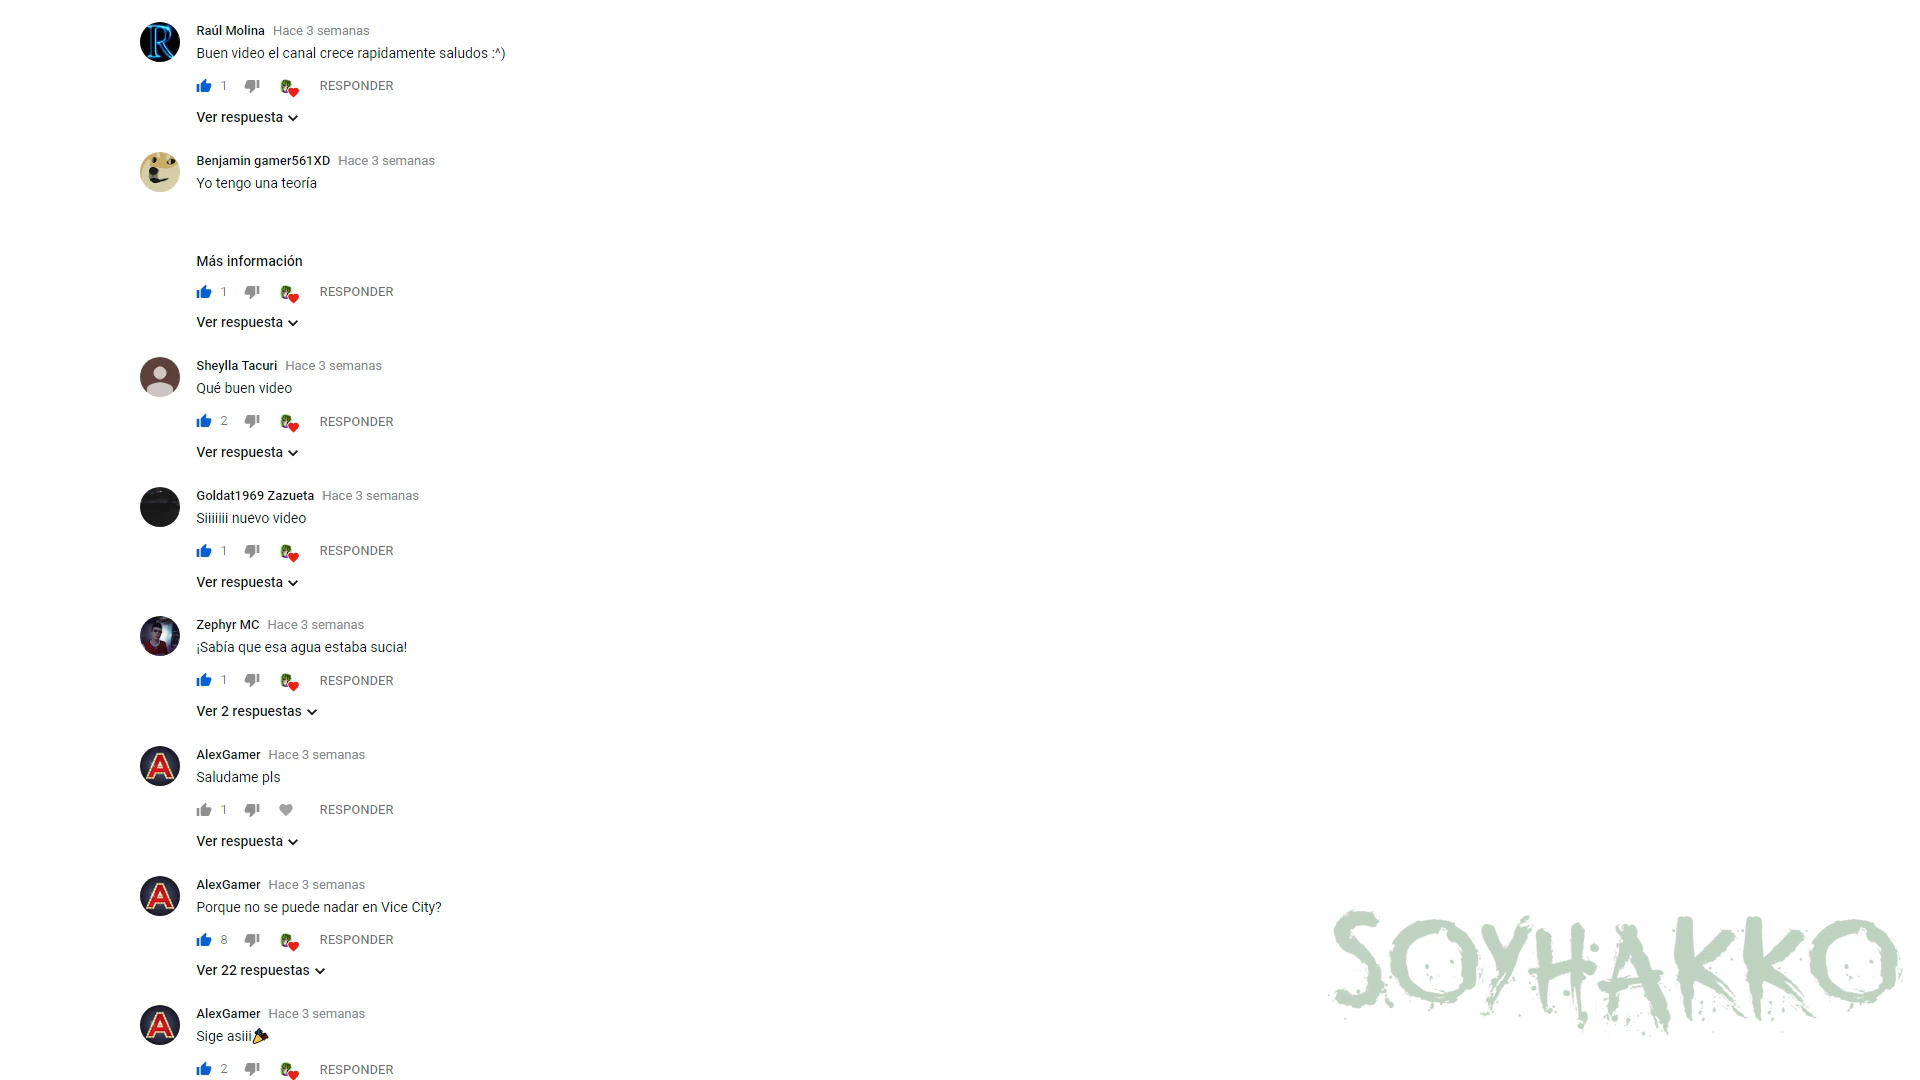 Raúl Molina Hace 3 semanas
Buen video el canal crece rapidamente saludos :^)
1 RESPONDER
Ver respuesta
Benjamin gamer561XD Hace 3 semanas
Yo tengo una teoría
Más información
1 RESPONDER
Ver respuesta
Sheylla Tacuri Hace 3 semanas
Qué buen video
2 RESPONDER
Ver respuesta
Goldat1969 Zazueta Hace 3 semanas
Siiiiiii nuevo video
1 RESPONDER
Ver respuesta
Zephyr MC Hace 3 semanas
¡Sabía que esa agua estaba sucia!
1 RESPONDER
Ver 2 respuestas
AlexGamer Hace 3 semanas
Saludame pls
1 RESPONDER
Ver respuesta
AlexGamer Hace 3 semanas
Porque no se puede nadar en Vice City?
8 RESPONDER
Ver 22 respuestas
AlexGamer Hace 3 semanas
Sige asiii🎉
2 RESPONDER
SOYHAKKO